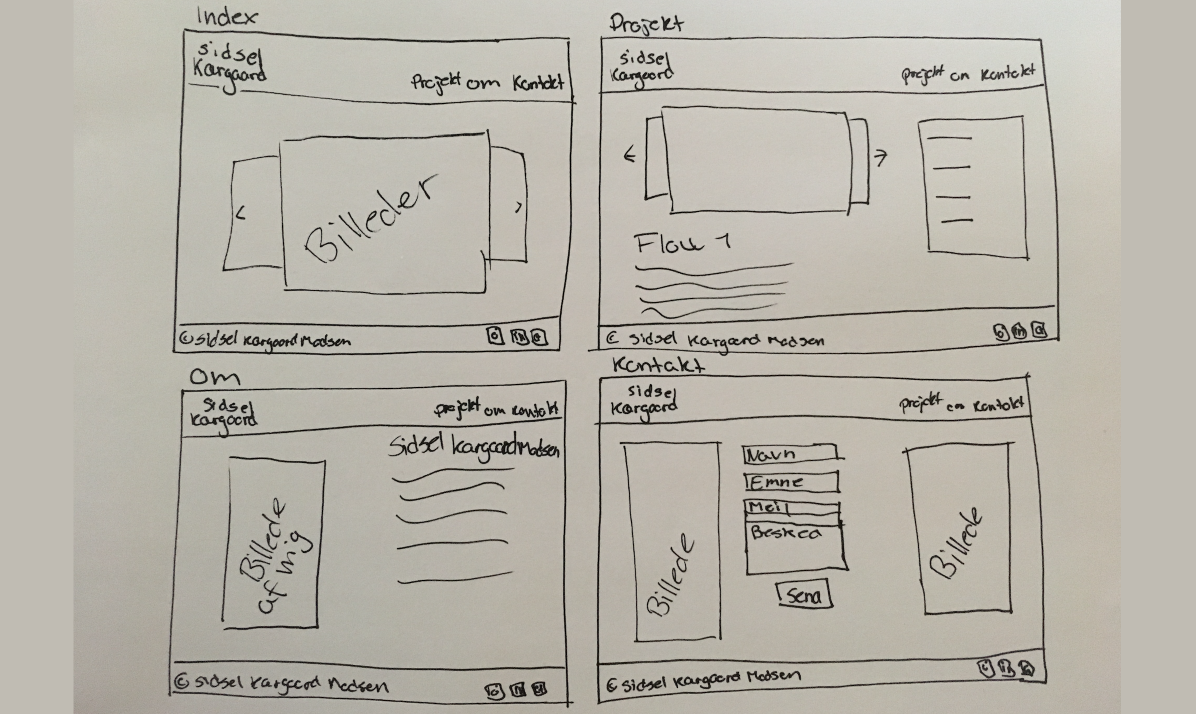 Index
Sidsel
Kargaard
Projekt om Kontakt
Billeder
© Sidsel Kargaard Madsen
Projekt
Sidsel
Kargaard
projekt om Kontakt
Flow 1
© Sidsel Kargaard Madsen
Om
Sidsel
Kargaard
projekt om Kontakt
Sidsel Kargaard Madsen
Billede
af mig
© Sidsel Kargaard Madsen
Kontakt
Sidsel
Kargaard
projekt om Kontakt
Billede
Navn
Emne
Mail
Besked
Send
Billede
© Sidsel Kargaard Madsen